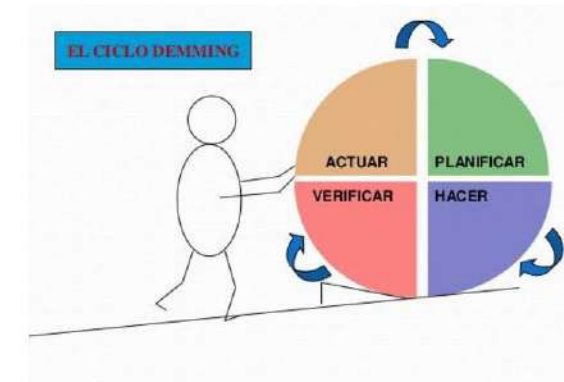 EL CICLO DEMMING
ACTUAR
PLANIFICAR
VERIFICAR
HACER